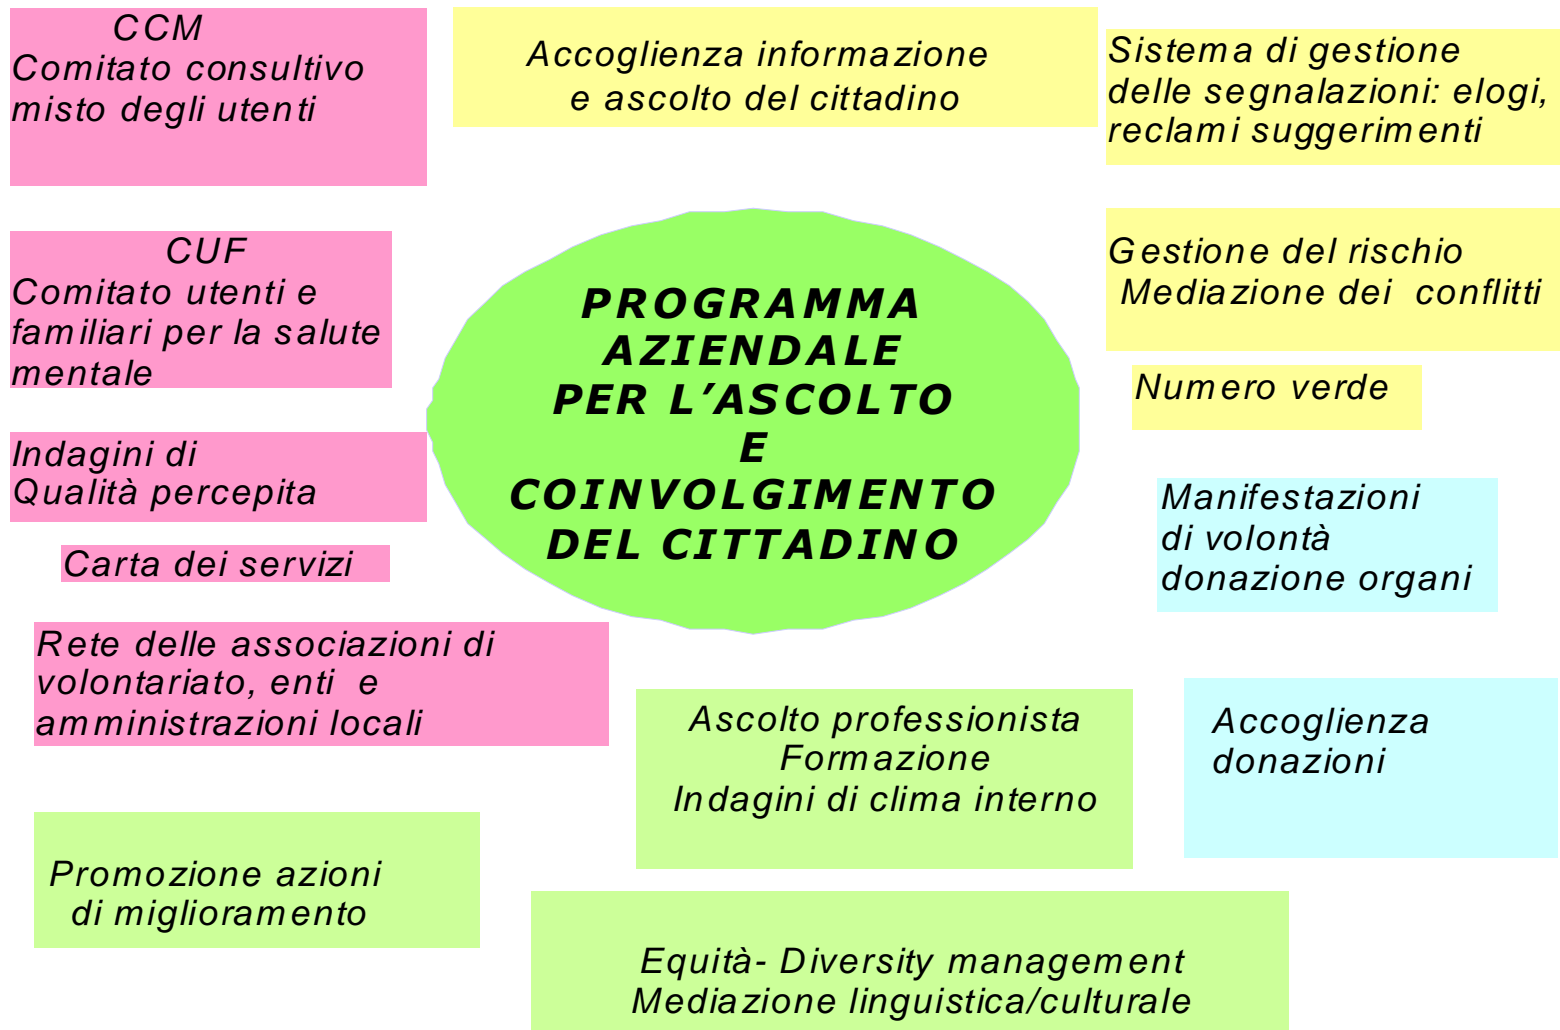 CCM
Comitato consultivo
misto degli utenti
Accoglienza informazione
e ascolto del cittadino
Sistema di gestione
delle segnalazioni: elogi,
reclami suggerimenti
CUF
Comitato utenti e
familiari per la salute
mentale
Gestione del rischio
Mediazione dei conflitti
Numero verde
PROGRAMMA
AZIENDALE
PER L’ASCOLTO
E
COINVOLGIMENTO
DEL CITTADINO
Indagini di
Qualità percepita
Carta dei servizi
Manifestazioni
di volontà
donazione organi
Rete delle associazioni di
volontariato, enti e
amministrazioni locali
Ascolto professionista
Formazione
Indagini di clima interno
Accoglienza
donazioni
Promozione azioni
di miglioramento
Equità- Diversity management
Mediazione linguistica/culturale